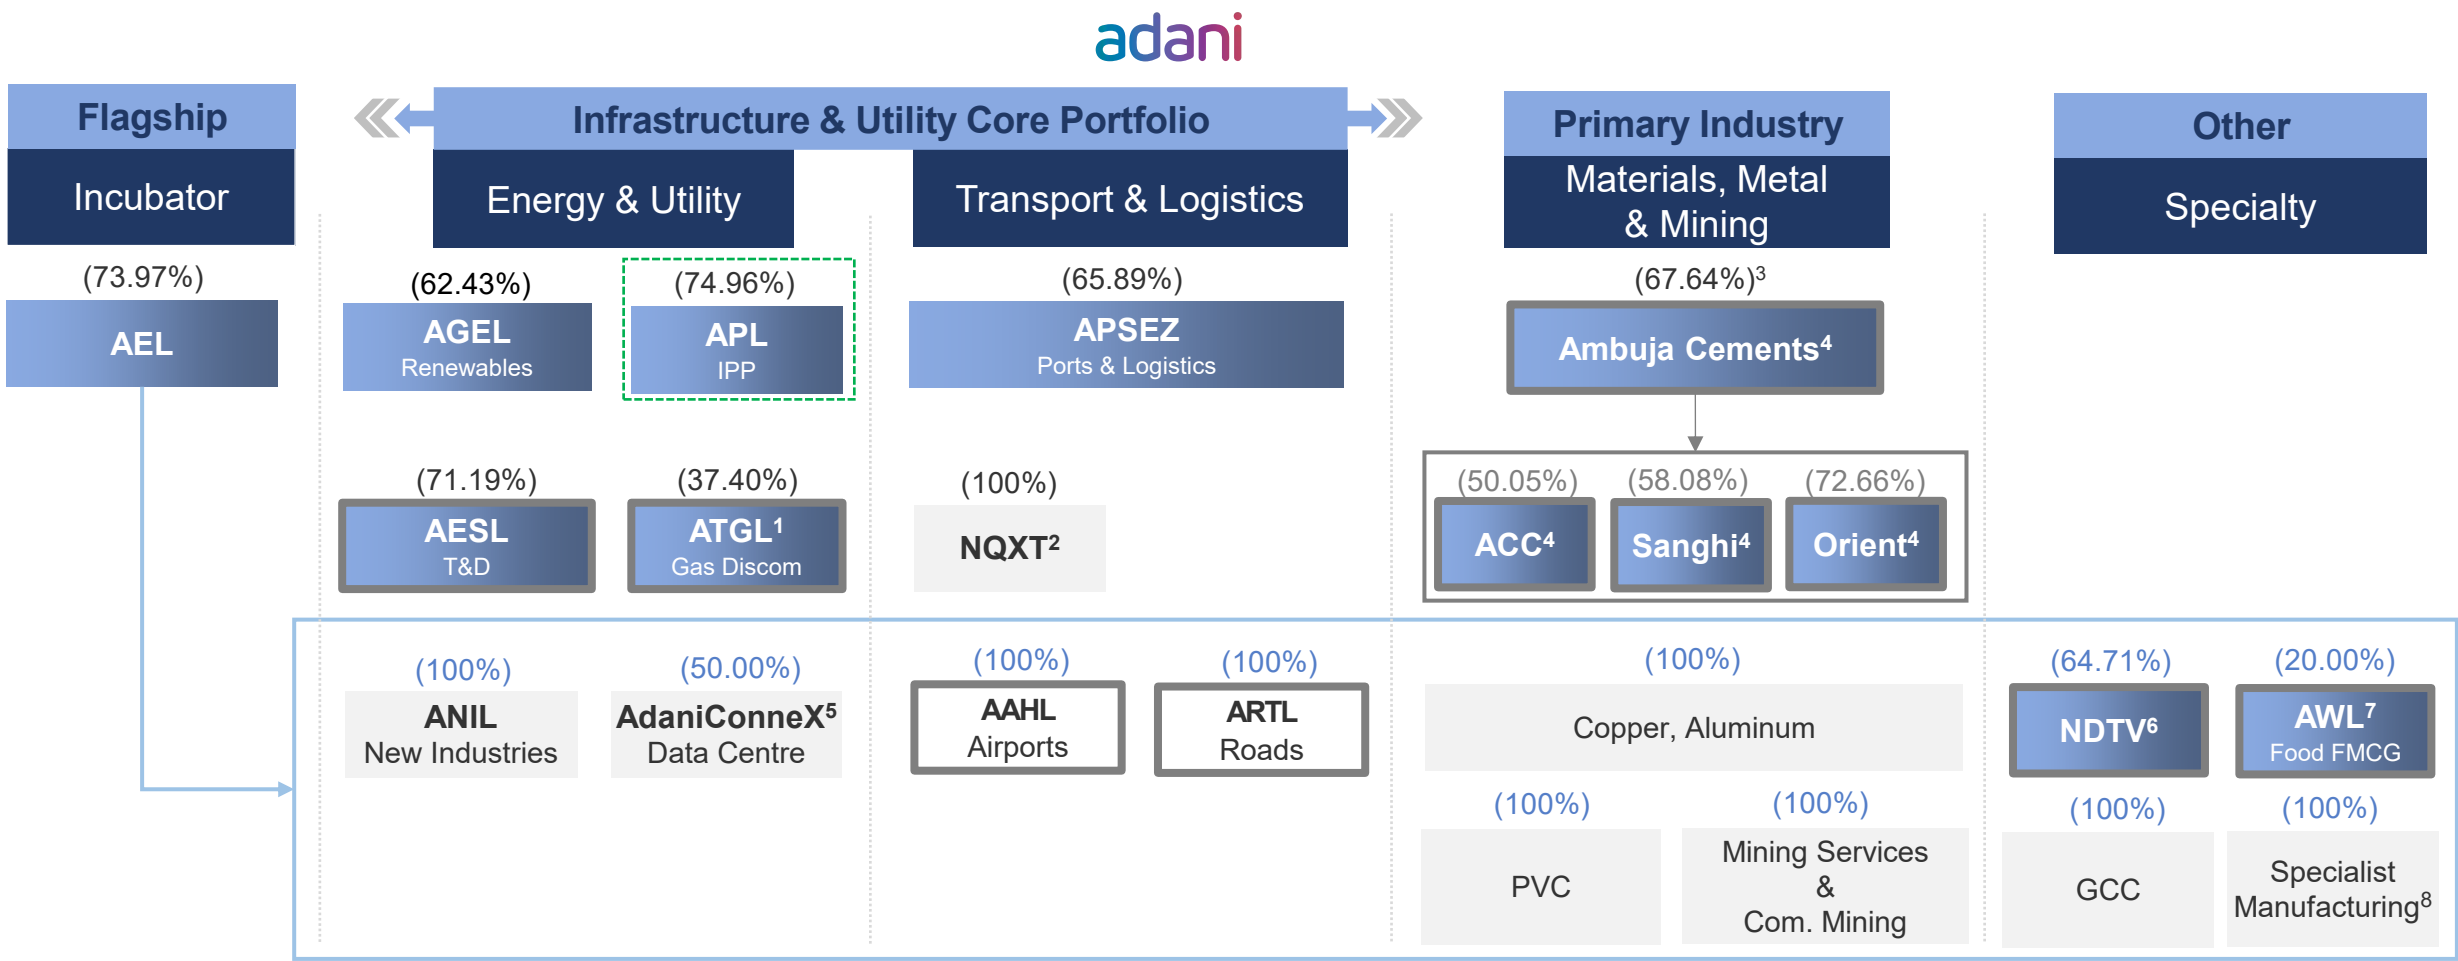 adani
Flagship
Infrastructure & Utility Core Portfolio
Primary Industry
Other
Incubator
Energy & Utility
Transport & Logistics
Materials, Metal
& Mining
Specialty
(73.97%)
AEL
(62.43%)
AGEL
Renewables
(74.96%)
APL
IPP
(65.89%)
APSEZ
Ports & Logistics
(67.64%)³
Ambuja Cements⁴
(71.19%)
AESL
T&D
(37.40%)
ATGL¹
Gas Discom
(100%)
NQXT²
(50.05%)
ACC⁴
(58.08%)
Sanghi⁴
(72.66%)
Orient⁴
(100%)
ANIL
New Industries
(50.00%)
AdaniConneX⁵
Data Centre
(100%)
AAHL
Airports
(100%)
ARTL
Roads
(100%)
Copper, Aluminum
(64.71%)
NDTV⁶
(20.00%)
AWL⁷
Food FMCG
(100%)
PVC
(100%)
Mining Services
&
Com. Mining
(100%)
GCC
(100%)
Specialist
Manufacturing⁸